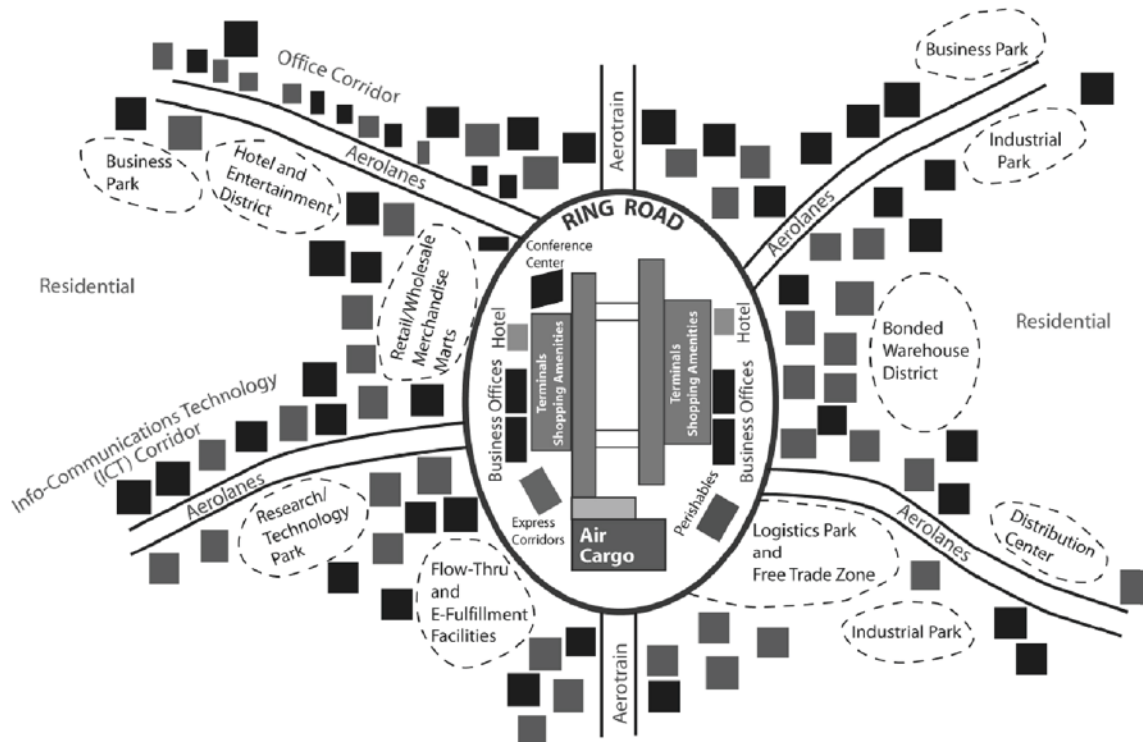 Office Corridor
Business Park
Aerotrain
Industrial Park
Aerolanes
Aerolanes
Business
Park
Hotel and
Entertainment
District
RING ROAD
Conference
Center
Residential
Retail/Wholesale
Merchandise
Marts
Hotel
Terminals
Shopping Amenities
Terminals
Shopping Amenities
Hotel
Bonded
Warehouse
District
Residential
Business Offices
Business Offices
Info-Communications Technology
(ICT) Corridor
Aerolanes
Research/
Technology
Park
Express
Corridors
Air
Cargo
Perishables
Logistics Park
and
Free Trade Zone
Aerolanes
Distribution
Center
Flow-Thru
and
E-Fulfillment
Facilities
Industrial Park
Aerotrain